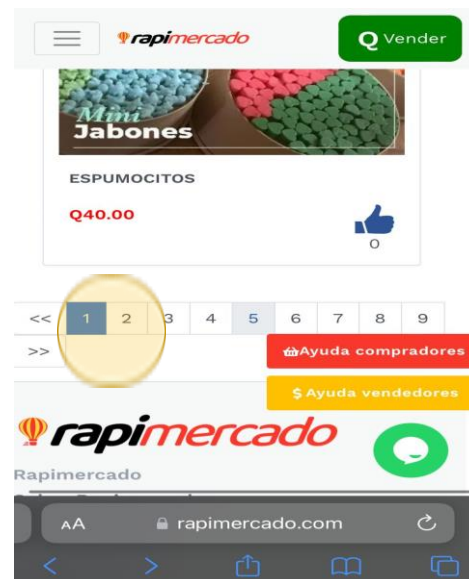 rapimercado
Q Vender
Mini
Jabones
ESPUMOCITOS
Q40.00
0
<< 1 2 3 4 5 6 7 8 9
>>
Ayuda compradores
$ Ayuda vendedores
rapimercado
Rapimercado
AA rapimercado.com